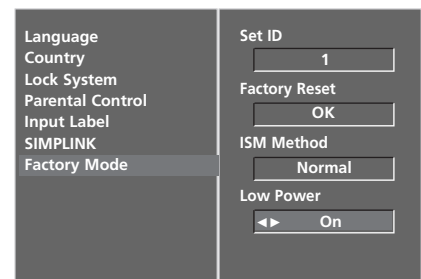 Language
Country
Lock System
Parental Control
Input Label
SIMPLINK
Factory Mode
Set ID
1
Factory Reset
OK
ISM Method
Normal
Low Power
◄► On